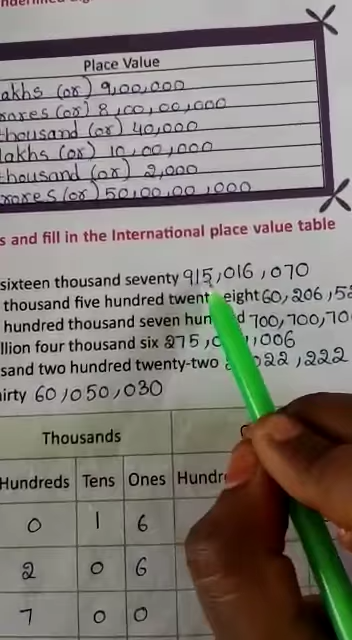 Place Value
akhs (or) 9,00,000
rores (or) 8,00,00,000
thousand (or) 40,000
lakhs (or) 10,00,000
thousand (or) 2,000
rores (or) 50,00,00,000
s and fill in the International place value table
sixteen thousand seventy 915,016,070
thousand five hundred twenty eight 60,206,52
hundred thousand seven hundred 700,700,70
llion four thousand six 275,0 ,006
sand two hundred twenty-two 022,222
irty 60,050,030
Thousands
Hundreds Tens Ones Hundr
0 1 6
2 0 6
7 0 0